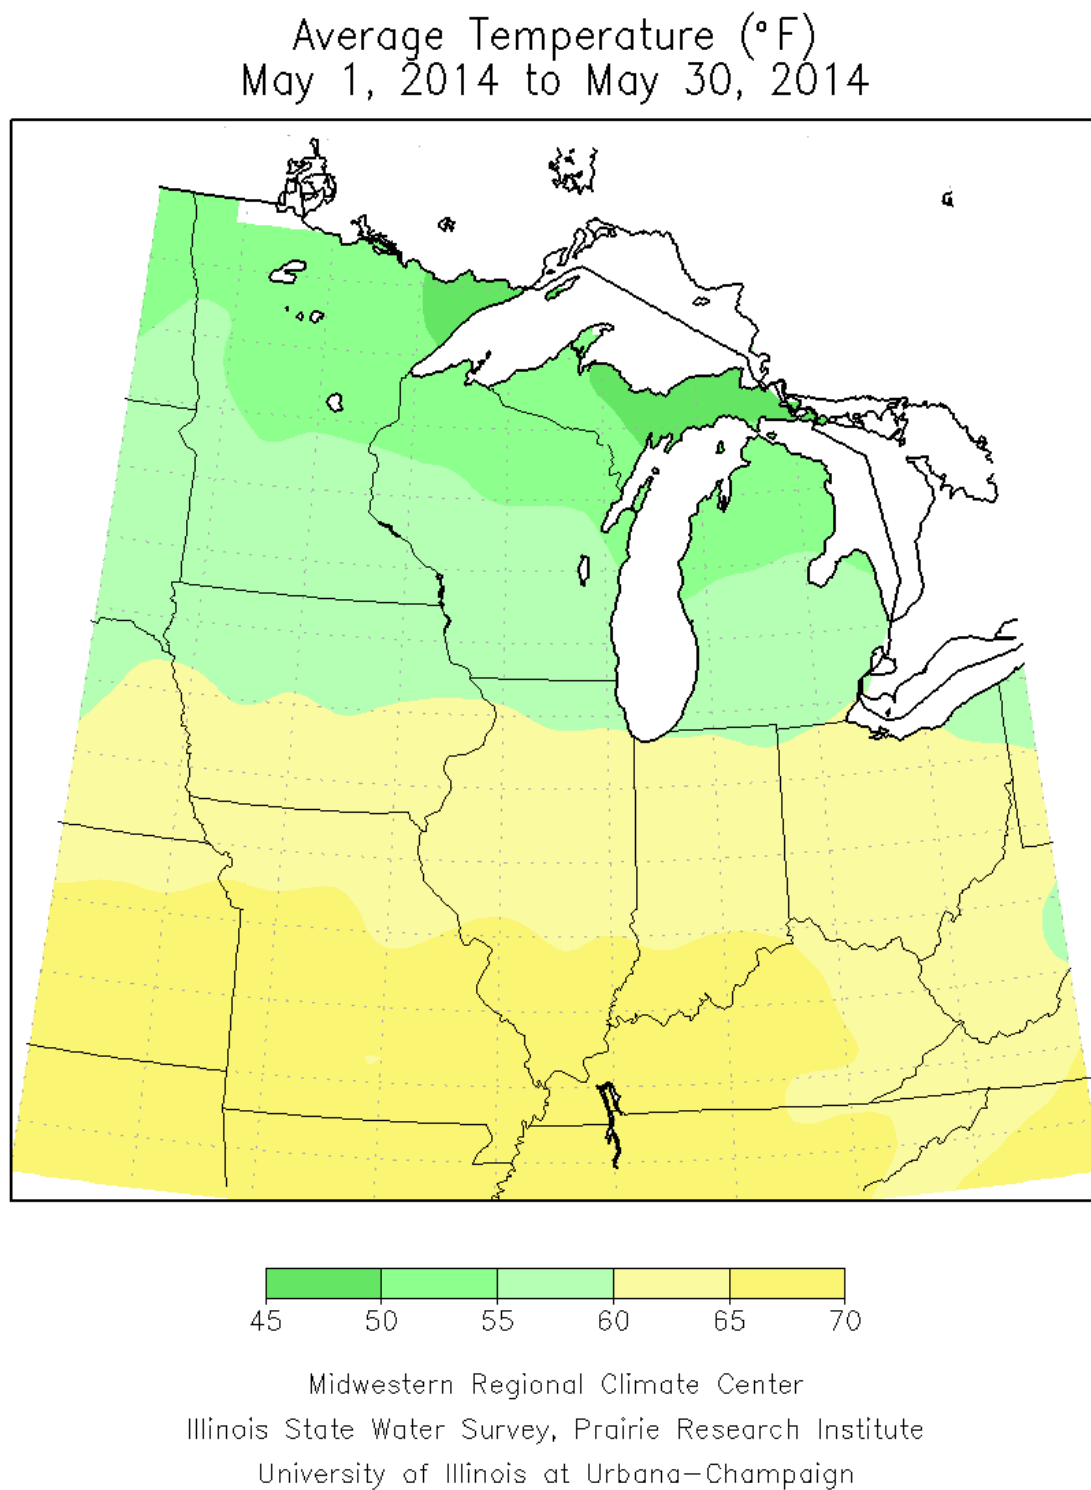 Average Temperature (°F)
May 1, 2014 to May 30, 2014
45 50 55 60 65 70
Midwestern Regional Climate Center
Illinois State Water Survey, Prairie Research Institute
University of Illinois at Urbana-Champaign